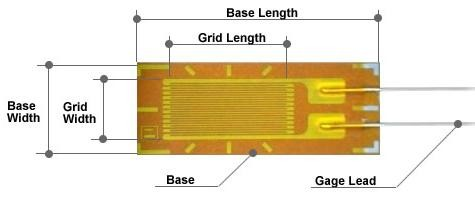 Base Length
Grid Length
Base
Width
Grid
Width
Base
Gage Lead